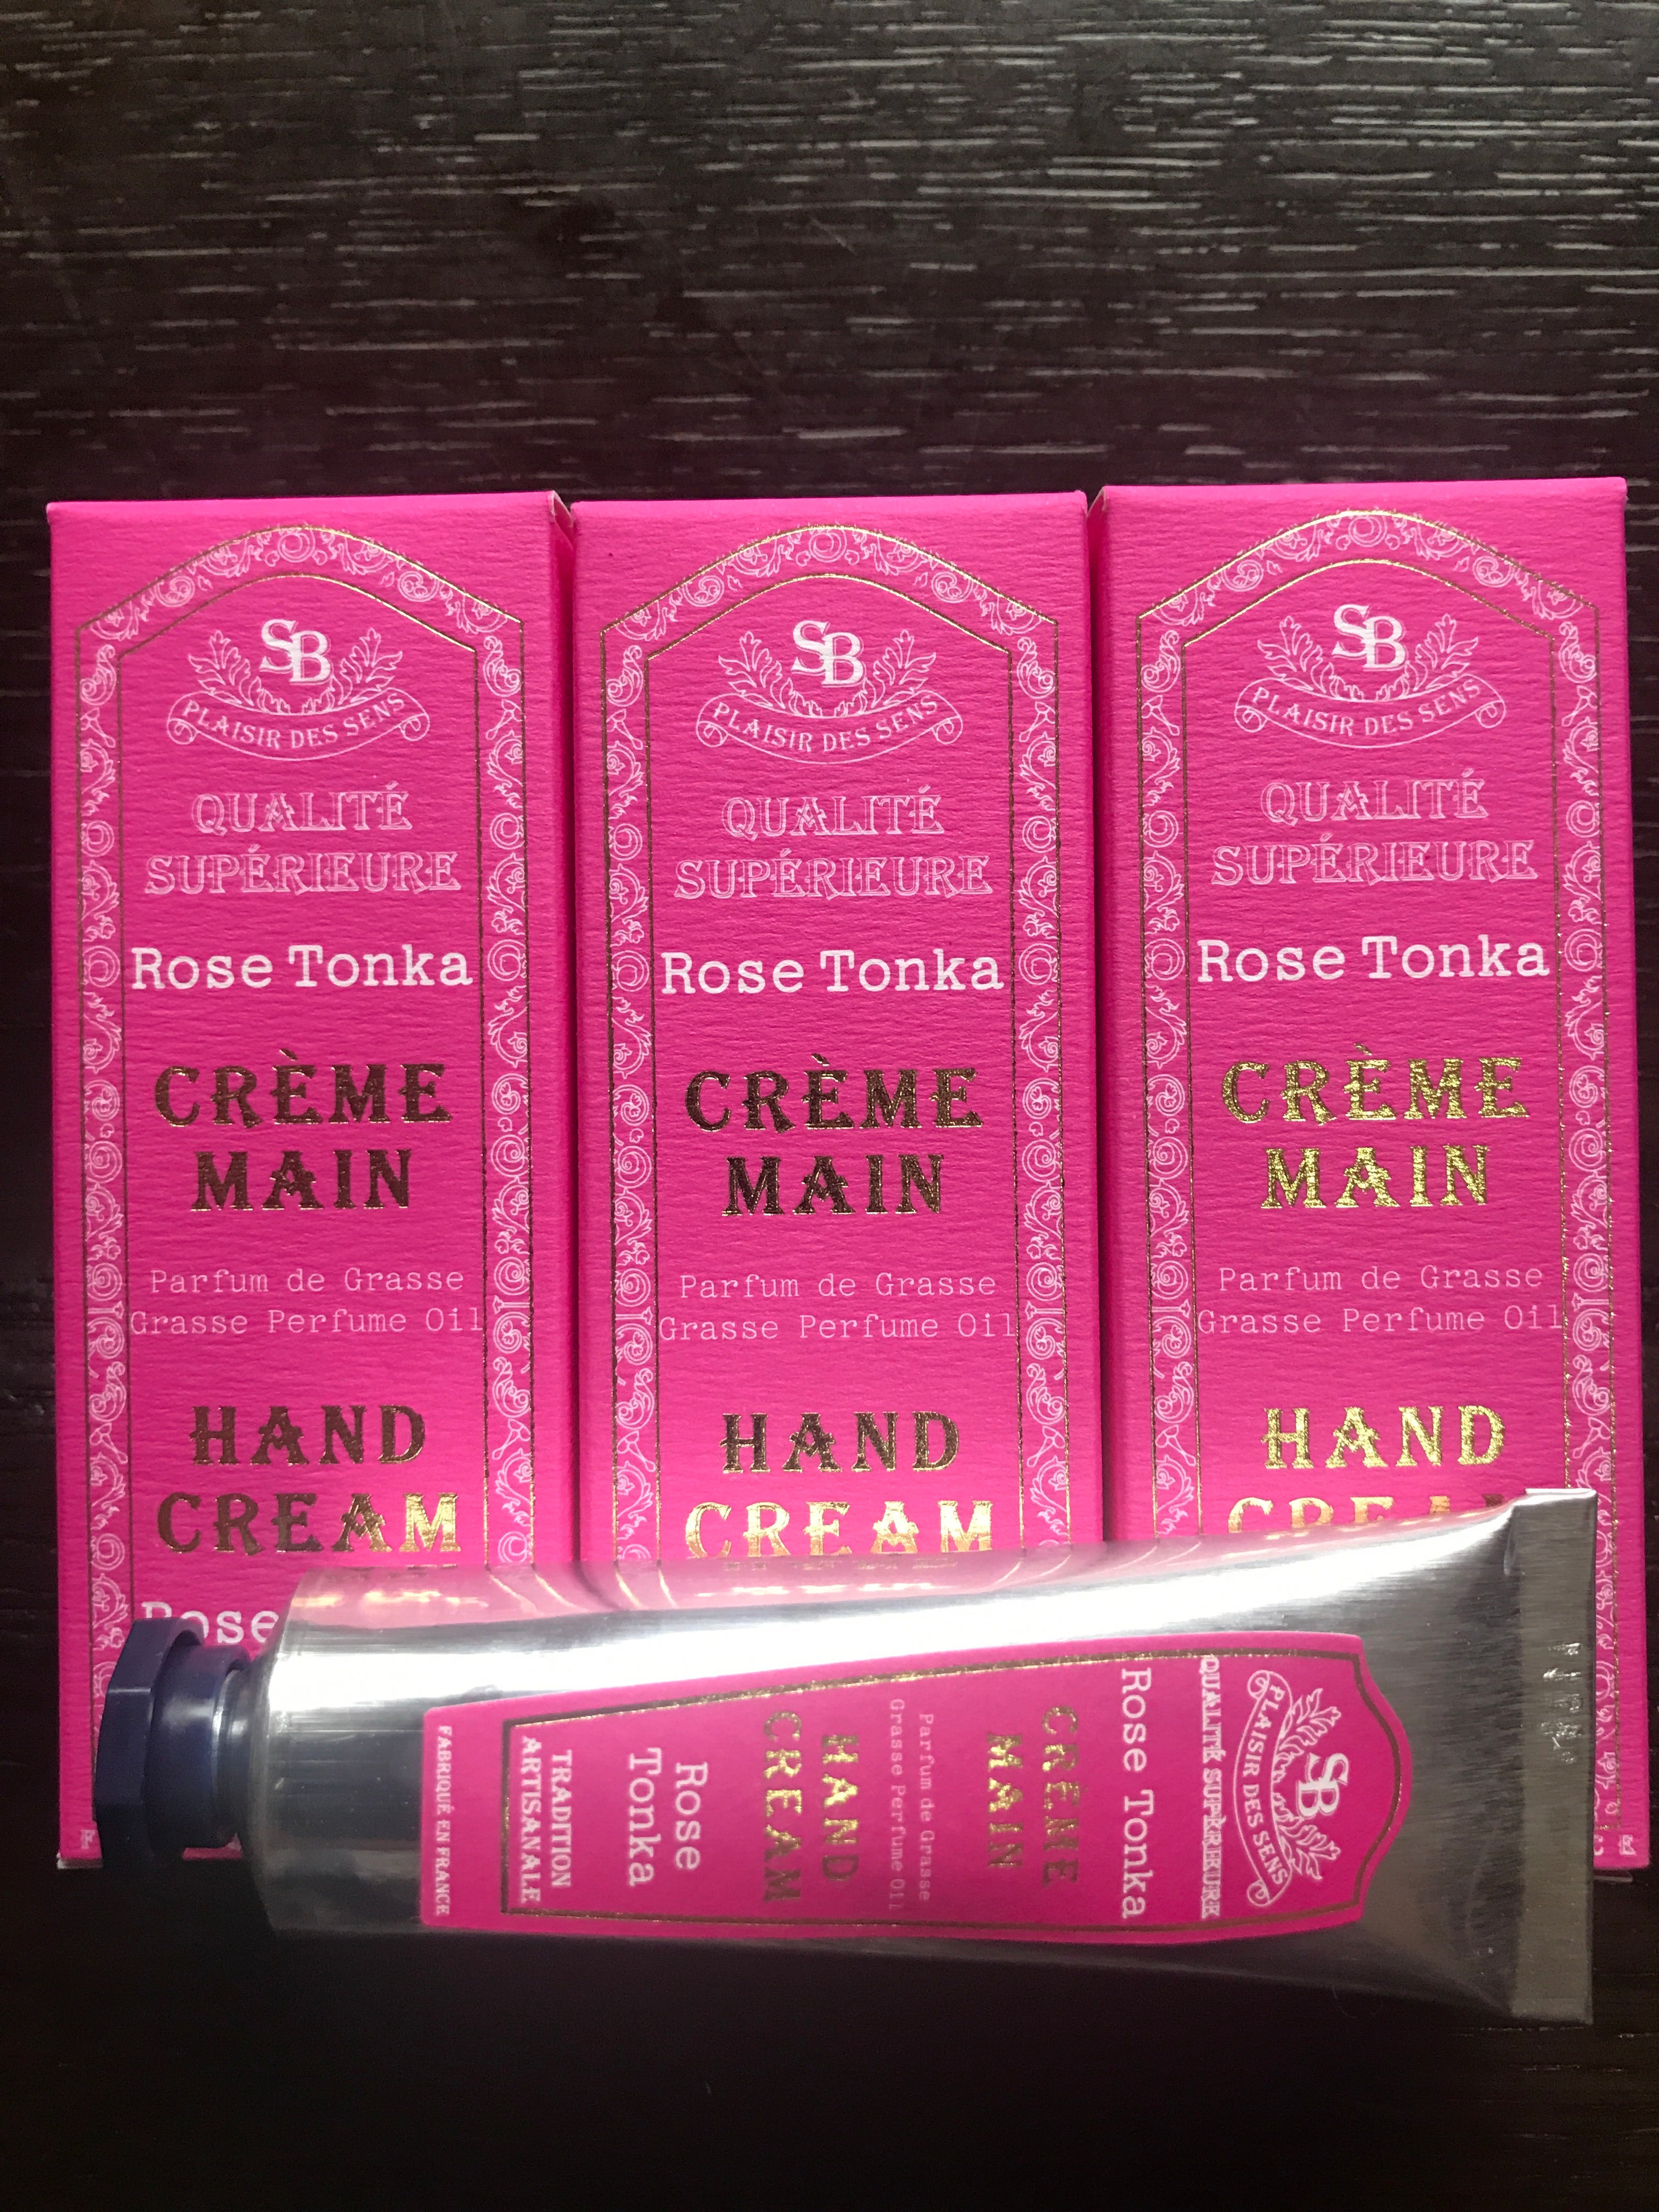 SB
PLAISIR DES SENS
QUALITÉ
SUPÉRIEURE
Rose Tonka
CRÈME
MAIN
Parfum de Grasse
Grasse Perfume Oil
HAND
CREAM
Rose
SB
PLAISIR DES SENS
QUALITÉ
SUPÉRIEURE
Rose Tonka
CRÈME
MAIN
Parfum de Grasse
Grasse Perfume Oil
HAND
CREAM
SB
PLAISIR DES SENS
QUALITÉ
SUPÉRIEURE
Rose Tonka
CRÈME
MAIN
Parfum de Grasse
Grasse Perfume Oil
HAND
CREAM
SB
PLAISIR DES SENS
QUALITÉ SUPÉRIEURE
Rose Tonka
CRÈME
MAIN
Parfum de Grasse
Grasse Perfume Oil
HAND
CREAM
Rose
Tonka
TRADITION
ARTISANALE
FABRIQUÉ EN FRANCE